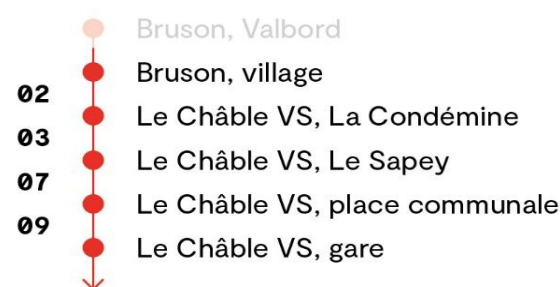 Bruson, Valbord
Bruson, village
02
Le Châble VS, La Condémine
03
Le Châble VS, Le Sapey
07
Le Châble VS, place communale
09
Le Châble VS, gare